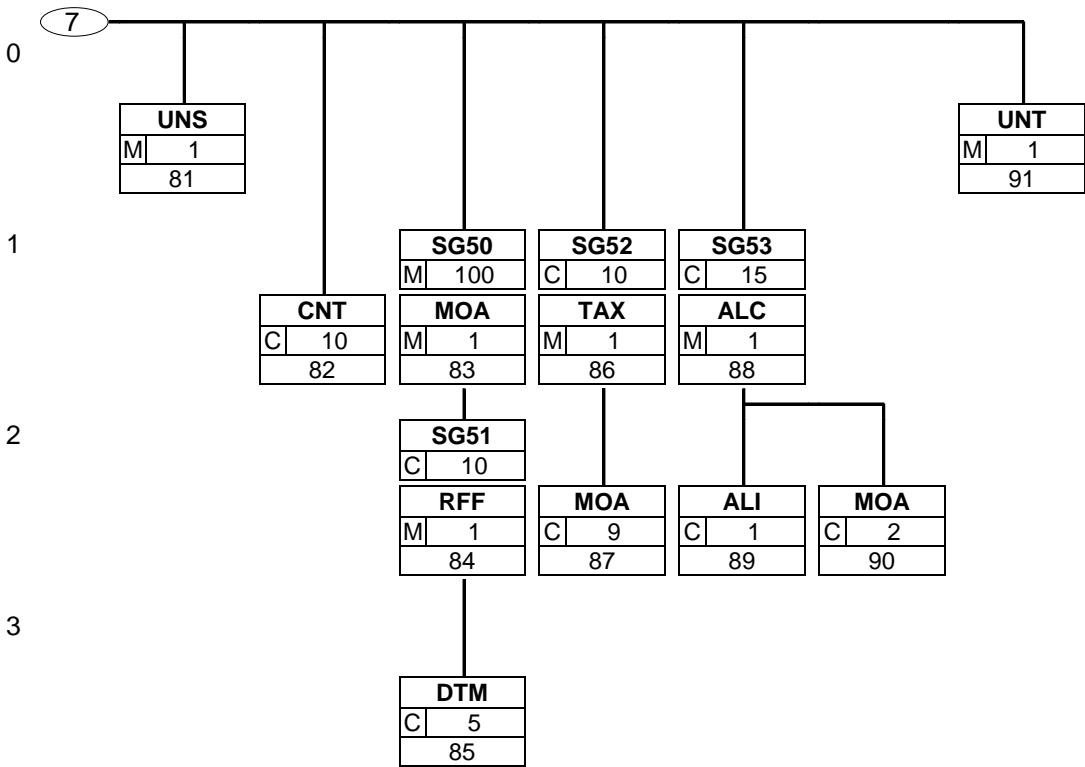 7
0
UNS
M 1
81
UNT
M 1
91
1
SG50
M 100
SG52
C 10
SG53
C 15
CNT
C 10
82
MOA
M 1
83
TAX
M 1
86
ALC
M 1
88
2
SG51
C 10
RFF
M 1
84
MOA
C 9
87
ALI
C 1
89
MOA
C 2
90
3
DTM
C 5
85